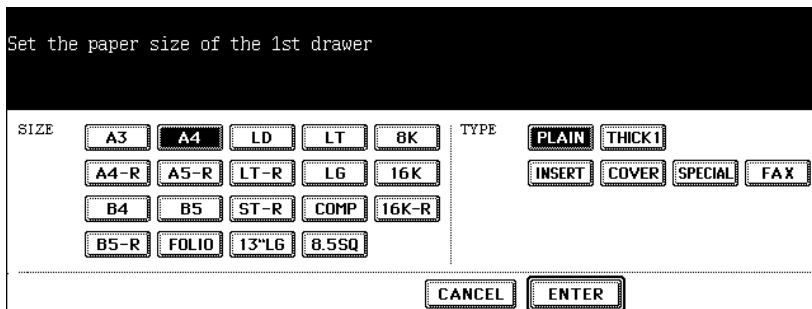 Set the paper size of the 1st drawer
SIZE A3 A4 LD LT 8K TYPE PLAIN THICK1
A4-R A5-R LT-R LG 16K INSERT COVER SPECIAL FAX
B4 B5 ST-R COMP 16K-R
B5-R FOLIO 13"LG 8.5SQ
CANCEL ENTER